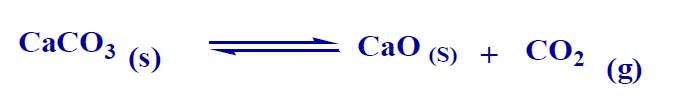 CaCO3 (s) ⇌ CaO (S) + CO2 (g)